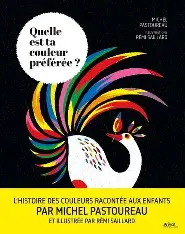 Quelle
est ta
couleur
préférée ?
MICHEL
PASTOUREAU
RÉMI SAILLARD
L'HISTOIRE DES COULEURS RACONTÉE AUX ENFANTS
PAR MICHEL PASTOUREAU
ET ILLUSTRÉE PAR RÉMI SAILLARD